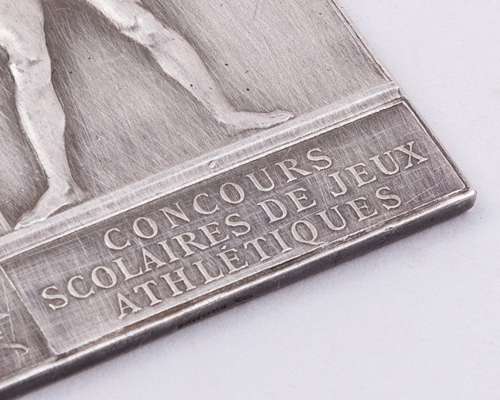 CONCOURS
SCOLAIRES DE JEUX
ATHLÉTIQUES